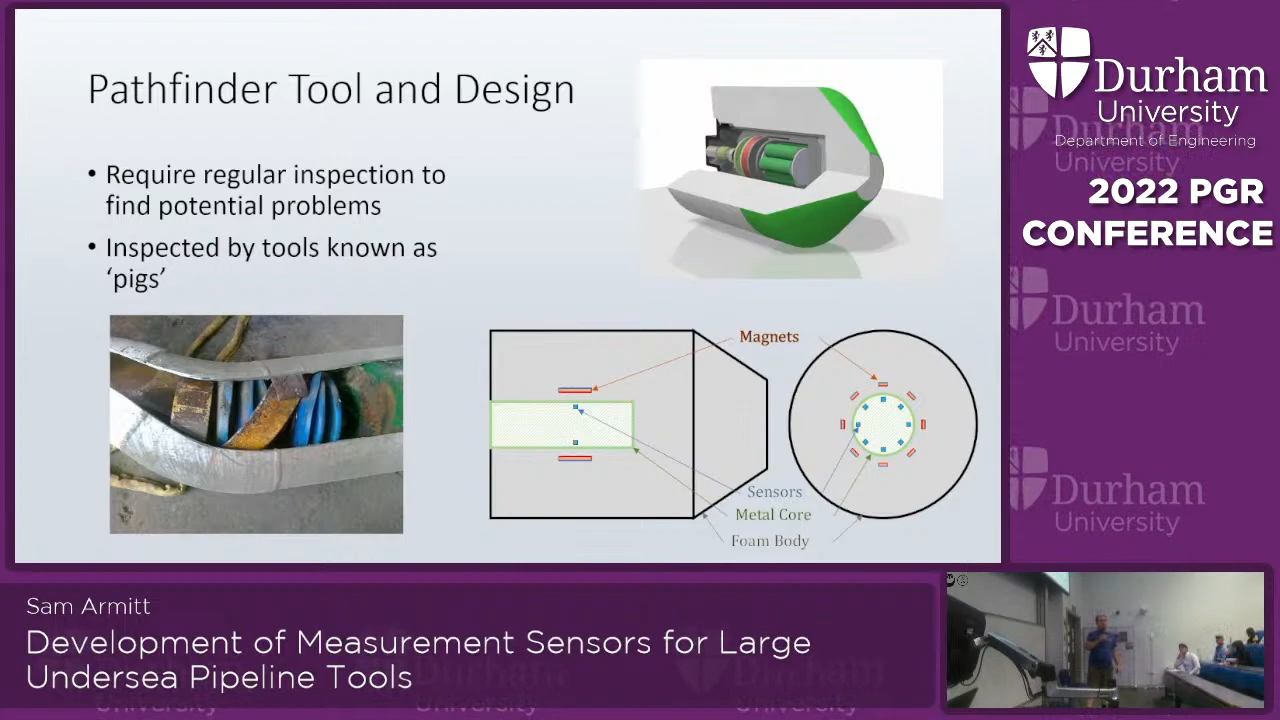 Pathfinder Tool and Design
• Require regular inspection to
find potential problems
• Inspected by tools known as
‘pigs’
Magnets
Sensors
Metal Core
Foam Body
Durham
University
Department of Engineering
2022 PGR
CONFERENCE
Durham
University
Durham
University
Durham
University
Sam Armitt
Development of Measurement Sensors for Large
Undersea Pipeline Tools